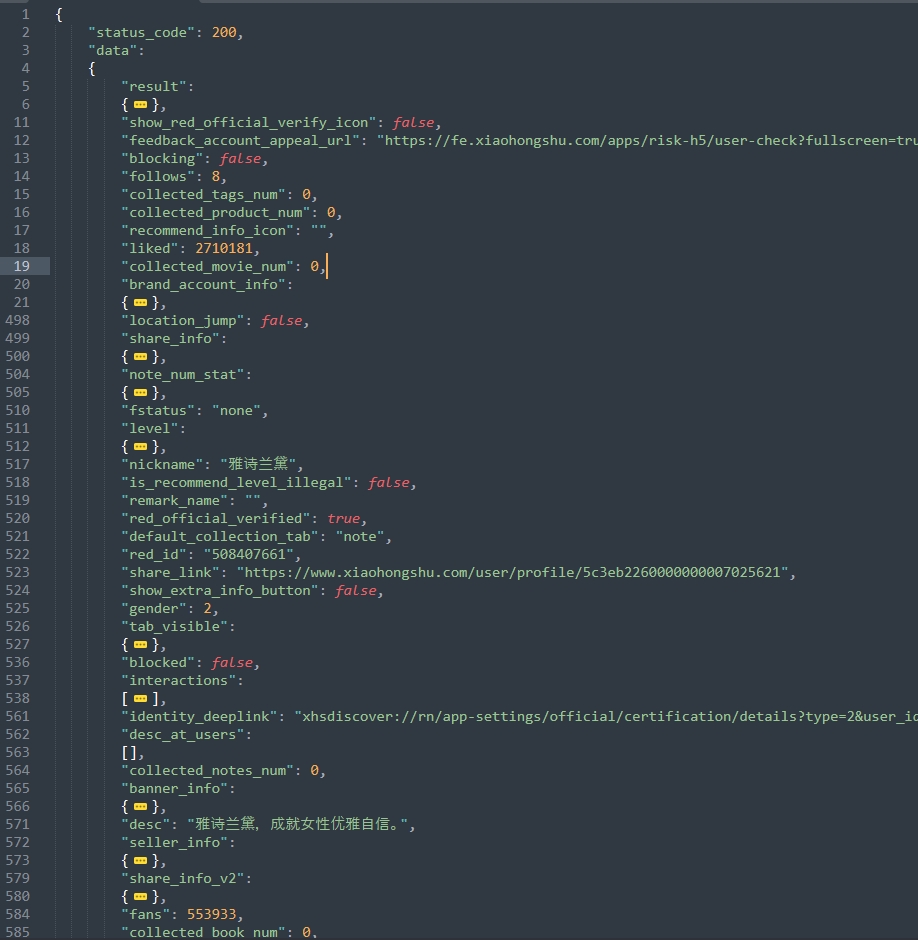 1 {
2 "status_code": 200,
3 "data":
4 {
5 "result":
6 { ••• },
11 "show_red_official_verify_icon": false,
12 "feedback_account_appeal_url": "https://fe.xiaohongshu.com/apps/risk-h5/user-check?fullscreen=tru
13 "blocking": false,
14 "follows": 8,
15 "collected_tags_num": 0,
16 "collected_product_num": 0,
17 "recommend_info_icon": "",
18 "liked": 2710181,
19 "collected_movie_num": 0,
20 "brand_account_info":
21 { ••• },
498 "location_jump": false,
499 "share_info":
500 { ••• },
504 "note_num_stat":
505 { ••• },
510 "fstatus": "none",
511 "level":
512 { ••• },
517 "nickname": "雅诗兰黛",
518 "is_recommend_level_illegal": false,
519 "remark_name": "",
520 "red_official_verified": true,
521 "default_collection_tab": "note",
522 "red_id": "508407661",
523 "share_link": "https://www.xiaohongshu.com/user/profile/5c3eb2260000000007025621",
524 "show_extra_info_button": false,
525 "gender": 2,
526 "tab_visible":
527 { ••• },
536 "blocked": false,
537 "interactions":
538 [ ••• ],
561 "identity_deeplink": "xhsdiscover://rn/app-settings/official/certification/details?type=2&user_id
562 "desc_at_users":
563 [],
564 "collected_notes_num": 0,
565 "banner_info":
566 { ••• },
571 "desc": "雅诗兰黛，成就女性优雅自信。",
572 "seller_info":
573 { ••• },
579 "share_info_v2":
580 { ••• },
584 "fans": 553933,
585 "collected_book_num": 0,